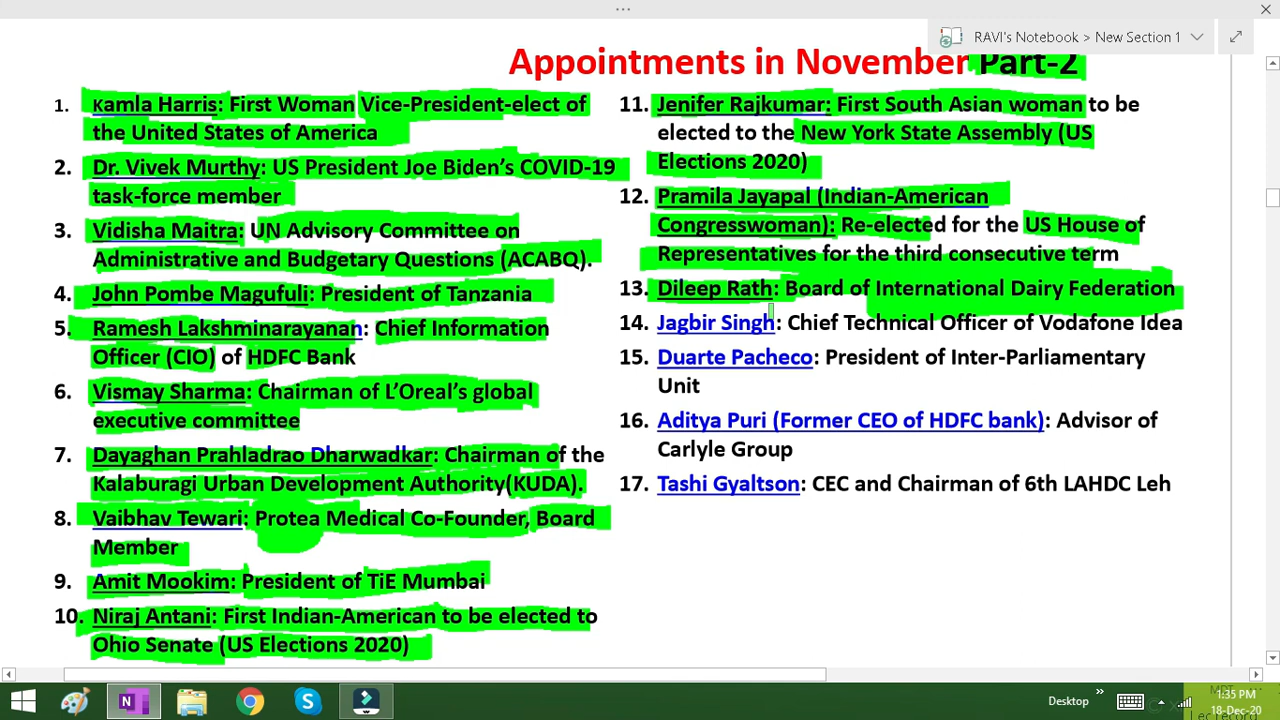 RAVI's Notebook > New Section 1
Appointments in November Part-2
1. Kamla Harris: First Woman Vice-President-elect of
the United States of America
2. Dr. Vivek Murthy: US President Joe Biden's COVID-19
task-force member
3. Vidisha Maitra: UN Advisory Committee on
Administrative and Budgetary Questions (ACABQ).
4. John Pombe Magufuli: President of Tanzania
5. Ramesh Lakshminarayanan: Chief Information
Officer (CIO) of HDFC Bank
6. Vismay Sharma: Chairman of L'Oreal's global
executive committee
7. Dayaghan Prahladrao Dharwadkar: Chairman of the
Kalaburagi Urban Development Authority(KUDA).
8. Vaibhav Tewari: Protea Medical Co-Founder, Board
Member
9. Amit Mookim: President of TiE Mumbai
10. Niraj Antani: First Indian-American to be elected to
Ohio Senate (US Elections 2020)
11. Jenifer Rajkumar: First South Asian woman to be
elected to the New York State Assembly (US
Elections 2020)
12. Pramila Jayapal (Indian-American
Congresswoman): Re-elected for the US House of
Representatives for the third consecutive term
13. Dileep Rath: Board of International Dairy Federation
14. Jagbir Singh: Chief Technical Officer of Vodafone Idea
15. Duarte Pacheco: President of Inter-Parliamentary
Unit
16. Aditya Puri (Former CEO of HDFC bank): Advisor of
Carlyle Group
17. Tashi Gyaltson: CEC and Chairman of 6th LAHDC Leh
Desktop
1:35 PM
18-Dec-20